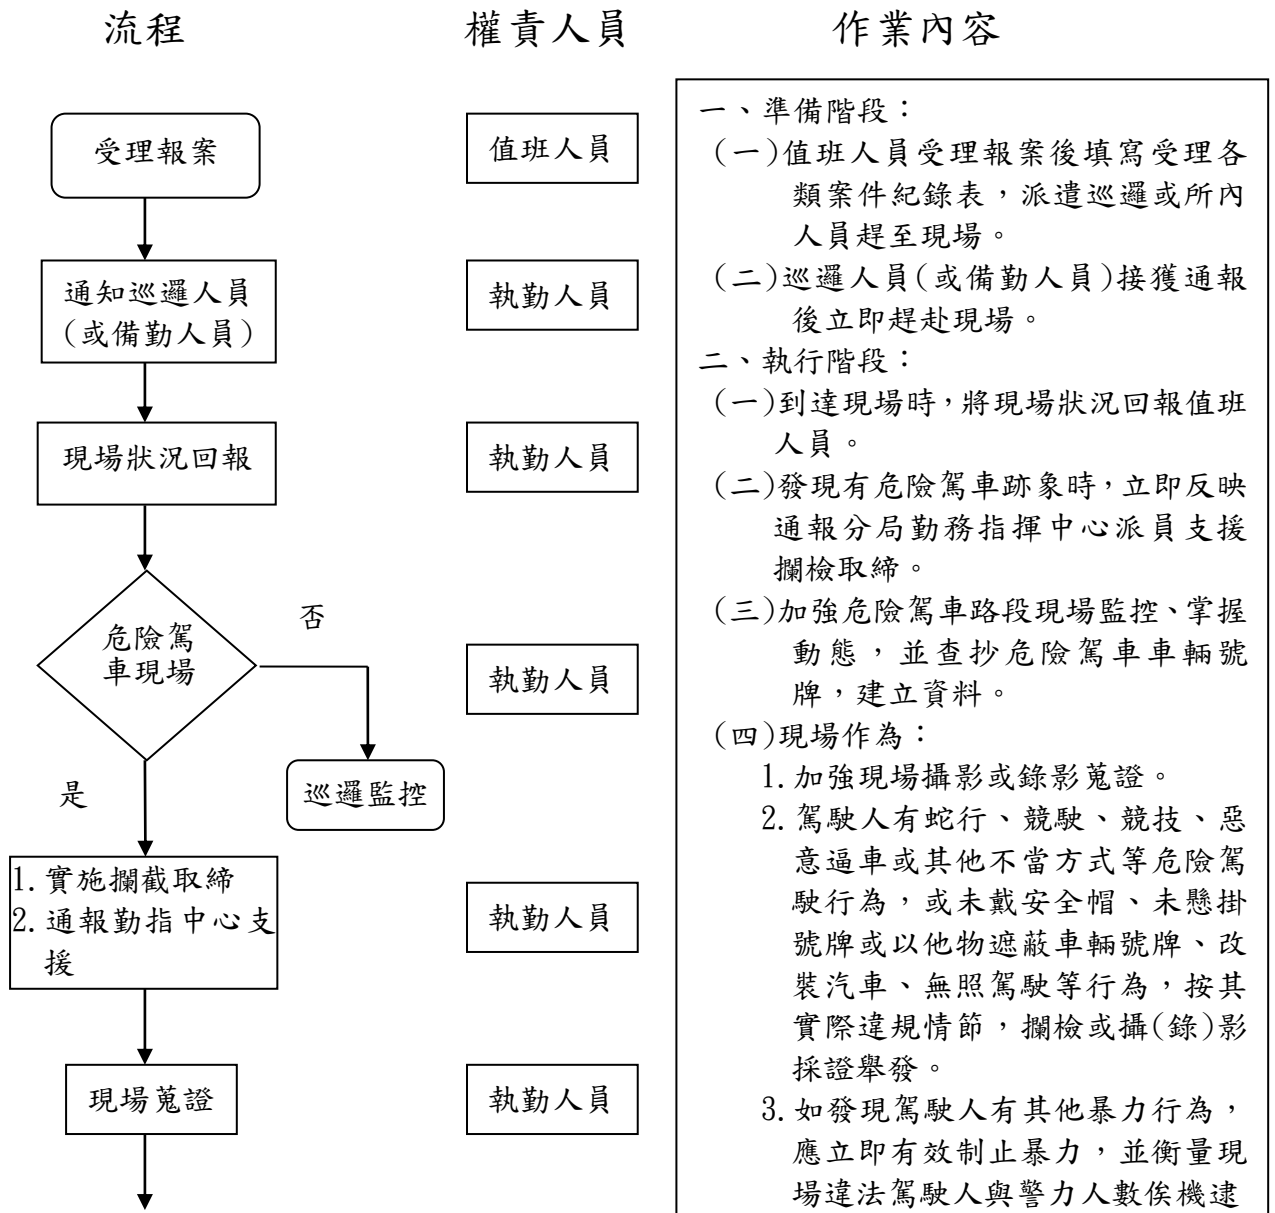 流程
權責人員
作業內容
受理報案
值班人員
通知巡邏人員
(或備勤人員)
執勤人員
現場狀況回報
執勤人員
危險駕
車現場
否
是
執勤人員
巡邏監控
1.實施攔截取締
2.通報勤指中心支
援
執勤人員
現場蒐證
執勤人員
一、準備階段：
(一)值班人員受理報案後填寫受理各
類案件紀錄表，派遣巡邏或所內
人員趕至現場。
(二)巡邏人員(或備勤人員)接獲通報
後立即趕赴現場。
二、執行階段：
(一)到達現場時，將現場狀況回報值班
人員。
(二)發現有危險駕車跡象時，立即反映
通報分局勤務指揮中心派員支援
攔檢取締。
(三)加強危險駕車路段現場監控、掌握
動態，並查抄危險駕車車輛號
牌，建立資料。
(四)現場作為：
1.加強現場攝影或錄影蒐證。
2.駕駛人有蛇行、競駛、競技、惡
意逼車或其他不當方式等危險駕
駛行為，或未戴安全帽、未懸掛
號牌或以他物遮蔽車輛號牌、改
裝汽車、無照駕駛等行為，按其
實際違規情節，攔檢或攝(錄)影
採證舉發。
3.如發現駕駛人有其他暴力行為，
應立即有效制止暴力，並衡量現
場違法駕駛人與警力人數俟機逮